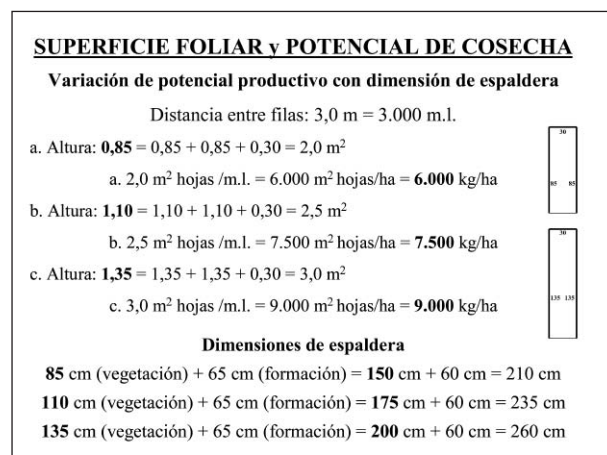 SUPERFICIE FOLIAR y POTENCIAL DE COSECHA
Variación de potencial productivo con dimensión de espaldera
Distancia entre filas: 3,0 m = 3.000 m.l.
a. Altura: 0,85 = 0,85 + 0,85 + 0,30 = 2,0 m²
a. 2,0 m² hojas /m.l. = 6.000 m² hojas/ha = 6.000 kg/ha
b. Altura: 1,10 = 1,10 + 1,10 + 0,30 = 2,5 m²
b. 2,5 m² hojas /m.l. = 7.500 m² hojas/ha = 7.500 kg/ha
c. Altura: 1,35 = 1,35 + 1,35 + 0,30 = 3,0 m²
c. 3,0 m² hojas /m.l. = 9.000 m² hojas/ha = 9.000 kg/ha
30
85 85
30
135 135
Dimensiones de espaldera
85 cm (vegetación) + 65 cm (formación) = 150 cm + 60 cm = 210 cm
110 cm (vegetación) + 65 cm (formación) = 175 cm + 60 cm = 235 cm
135 cm (vegetación) + 65 cm (formación) = 200 cm + 60 cm = 260 cm